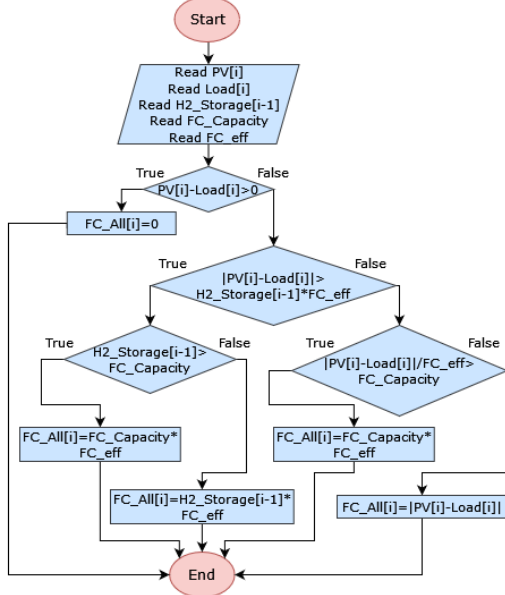 Start
Read PV[i]
Read Load[i]
Read H2_Storage[i-1]
Read FC_Capacity
Read FC_eff
True
False
PV[i]-Load[i]>0
FC_All[i]=0
True
False
|PV[i]-Load[i]|>
H2_Storage[i-1]*FC_eff
True
False
True
False
H2_Storage[i-1]>
FC_Capacity
|PV[i]-Load[i]|/FC_eff>
FC_Capacity
FC_All[i]=FC_Capacity*
FC_eff
FC_All[i]=FC_Capacity*
FC_eff
FC_All[i]=H2_Storage[i-1]*
FC_eff
FC_All[i]=|PV[i]-Load[i]|
End